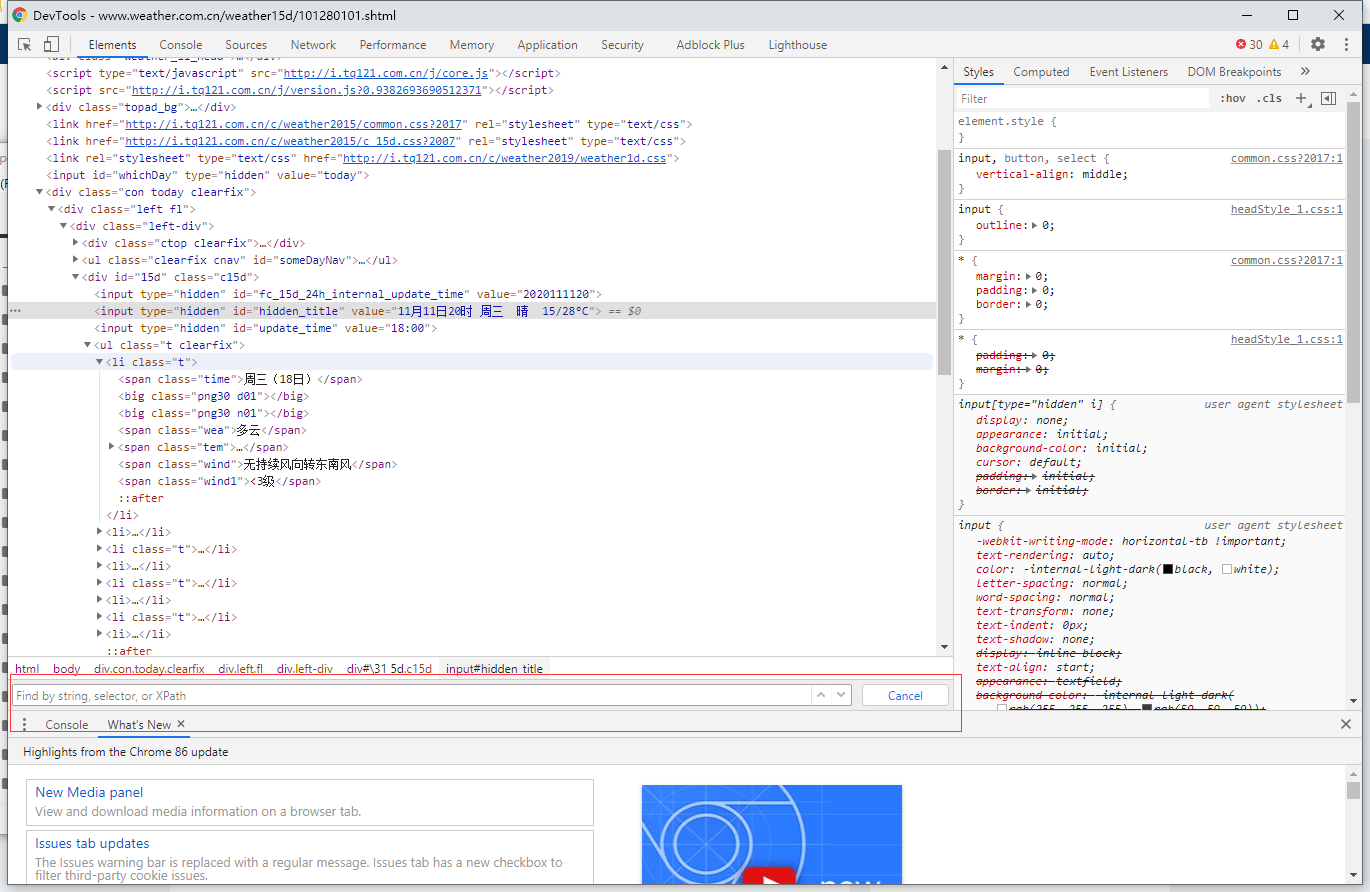 DevTools - www.weather.com.cn/weather15d/101280101.shtml
Elements Console Sources Network Performance Memory Application Security Adblock Plus Lighthouse 30 4
<script type="text/javascript" src="http://i.tq121.com.cn/j/core.js"></script>
<script src="http://i.tq121.com.cn/j/version.js?0.9382693690512371"></script>
<div class="topad_bg">…</div>
<link href="http://i.tq121.com.cn/c/weather2015/common.css?2017" rel="stylesheet" type="text/css">
<link href="http://i.tq121.com.cn/c/weather2015/c_15d.css?2007" rel="stylesheet" type="text/css">
<link rel="stylesheet" type="text/css" href="http://i.tq121.com.cn/c/weather2019/weather1d.css">
<input id="whichDay" type="hidden" value="today">
<div class="con today clearfix">
<div class="left fl">
<div class="left-div">
<div class="ctop clearfix">…</div>
<ul class="clearfix cnav" id="someDayNav">…</ul>
<div id="15d" class="c15d">
<input type="hidden" id="fc_15d_24h_internal_update_time" value="2020111120">
<input type="hidden" id="hidden_title" value="11月11日20时 周三  晴  15/28°C"> == $0
<input type="hidden" id="update_time" value="18:00">
<ul class="t clearfix">
<li class="t">
<span class="time">周三（18日）</span>
<big class="png30 d01"></big>
<big class="png30 n01"></big>
<span class="wea">多云</span>
<span class="tem">…</span>
<span class="wind">无持续风向转东南风</span>
<span class="wind1"><3级</span>
::after
</li>
<li>…</li>
<li class="t">…</li>
<li>…</li>
<li class="t">…</li>
<li>…</li>
<li class="t">…</li>
<li>…</li>
::after
html body div.con.today.clearfix div.left.fl div.left-div div#\31 5d.c15d input#hidden_title
Find by string, selector, or XPath Cancel
Styles Computed Event Listeners DOM Breakpoints »
Filter :hov .cls +
element.style {
}
input, button, select { common.css?2017:1
vertical-align: middle;
}
input { headStyle_1.css:1
outline: 0;
}
* { common.css?2017:1
margin: 0;
padding: 0;
border: 0;
}
* { headStyle_1.css:1
padding: 0;
margin: 0;
}
input[type="hidden" i] { user agent stylesheet
display: none;
appearance: initial;
background-color: initial;
cursor: default;
padding: initial;
border: initial;
}
input { user agent stylesheet
-webkit-writing-mode: horizontal-tb !important;
text-rendering: auto;
color: -internal-light-dark(black, white);
letter-spacing: normal;
word-spacing: normal;
text-transform: none;
text-indent: 0px;
text-shadow: none;
display: inline-block;
text-align: start;
appearance: textfield;
background-color: -internal-light-dark(
rgb(255, 255, 255), rgb(59, 59, 59));
Console What's New
Highlights from the Chrome 86 update
New Media panel
View and download media information on a browser tab.
Issues tab updates
The Issues warning bar is replaced with a regular message. Issues tab has a new checkbox to
filter third-party cookie issues.